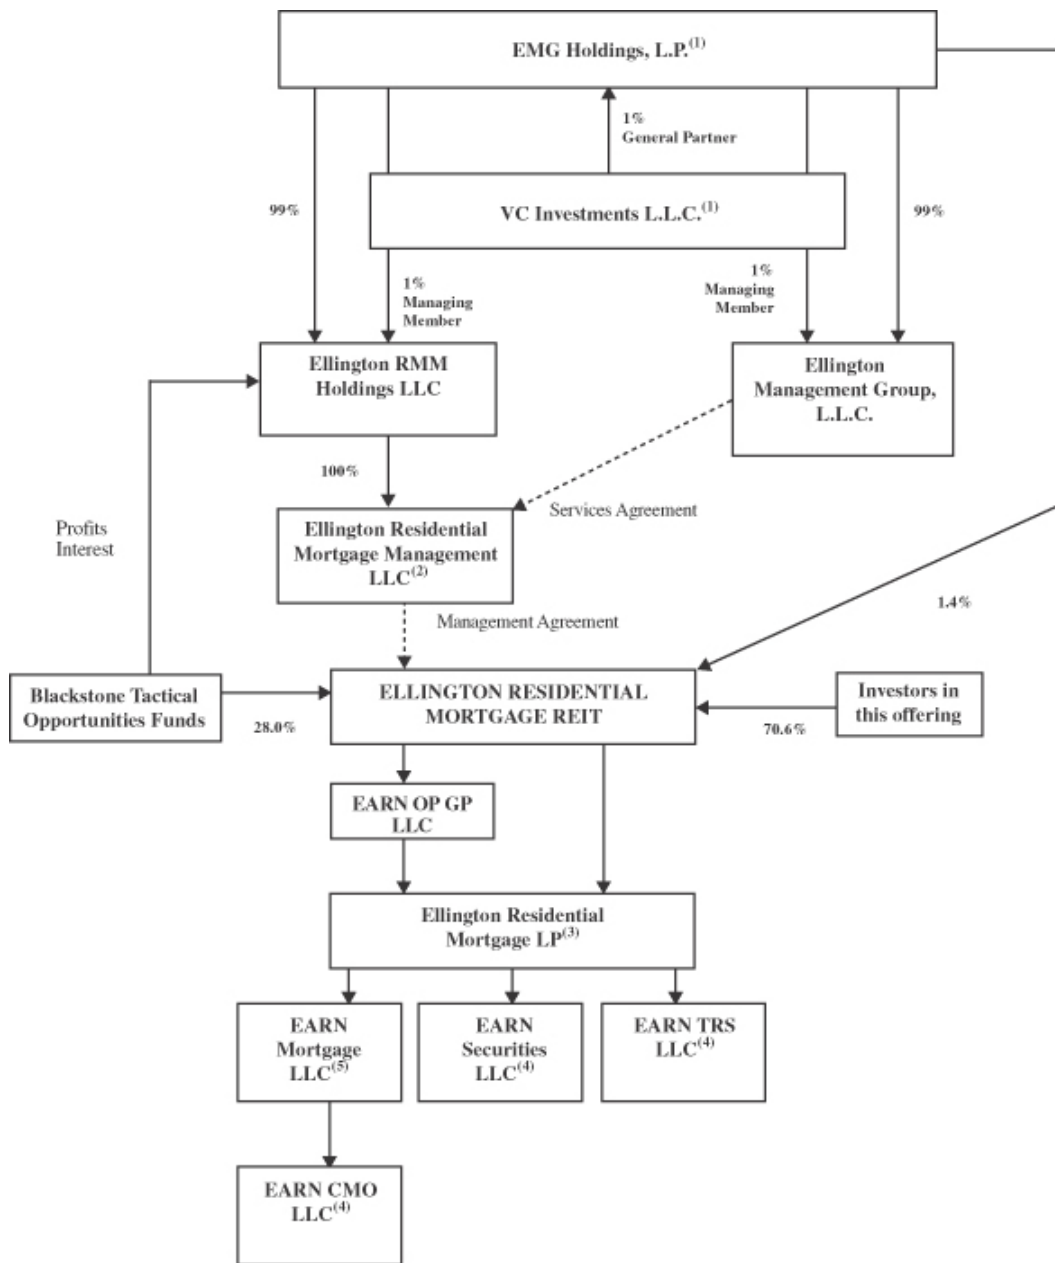 EMG Holdings, L.P.(1)
1%
General Partner
99%
VC Investments L.L.C.(1)
99%
1%
Managing
Member
1%
Managing
Member
Ellington RMM
Holdings LLC
Ellington
Management Group,
L.L.C.
100%
Services Agreement
Profits
Interest
Ellington Residential
Mortgage Management
LLC(2)
1.4%
Management Agreement
Blackstone Tactical
Opportunities Funds
28.0%
ELLINGTON RESIDENTIAL
MORTGAGE REIT
Investors in
this offering
70.6%
EARN OP GP
LLC
Ellington Residential
Mortgage LP(3)
EARN
Mortgage
LLC(5)
EARN
Securities
LLC(4)
EARN TRS
LLC(4)
EARN CMO
LLC(4)